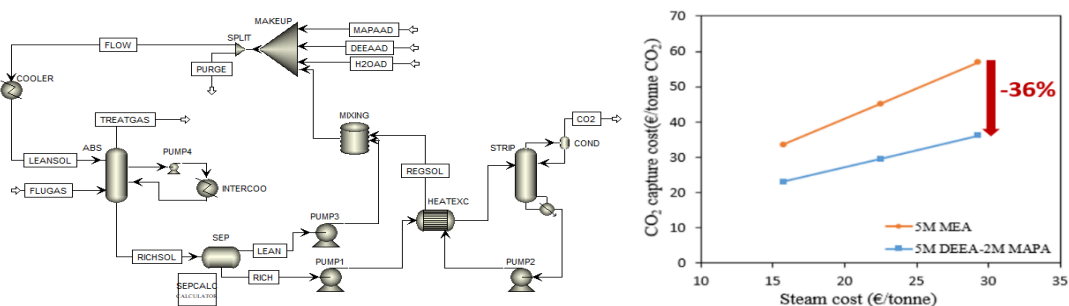 MAKEUP
MAPAAD
DEEAAD
H2OAD
SPLIT
FLOW
PURGE
COOLER
TREATGAS
ABS
PUMP4
LEANSOL
FLUGAS
INTERCOO
MIXING
CO2
COND
STRIP
REGSOL
HEATEXC
PUMP3
LEAN
SEP
RICHSOL
RICH
PUMP1
PUMP2
SEPCALC
CALCULATOR
CO₂ capture cost(€/tonne CO₂)
70
60
50
40
30
20
10
0
-36%
5M MEA
5M DEEA-2M MAPA
10 15 20 25 30 35
Steam cost (€/tonne)